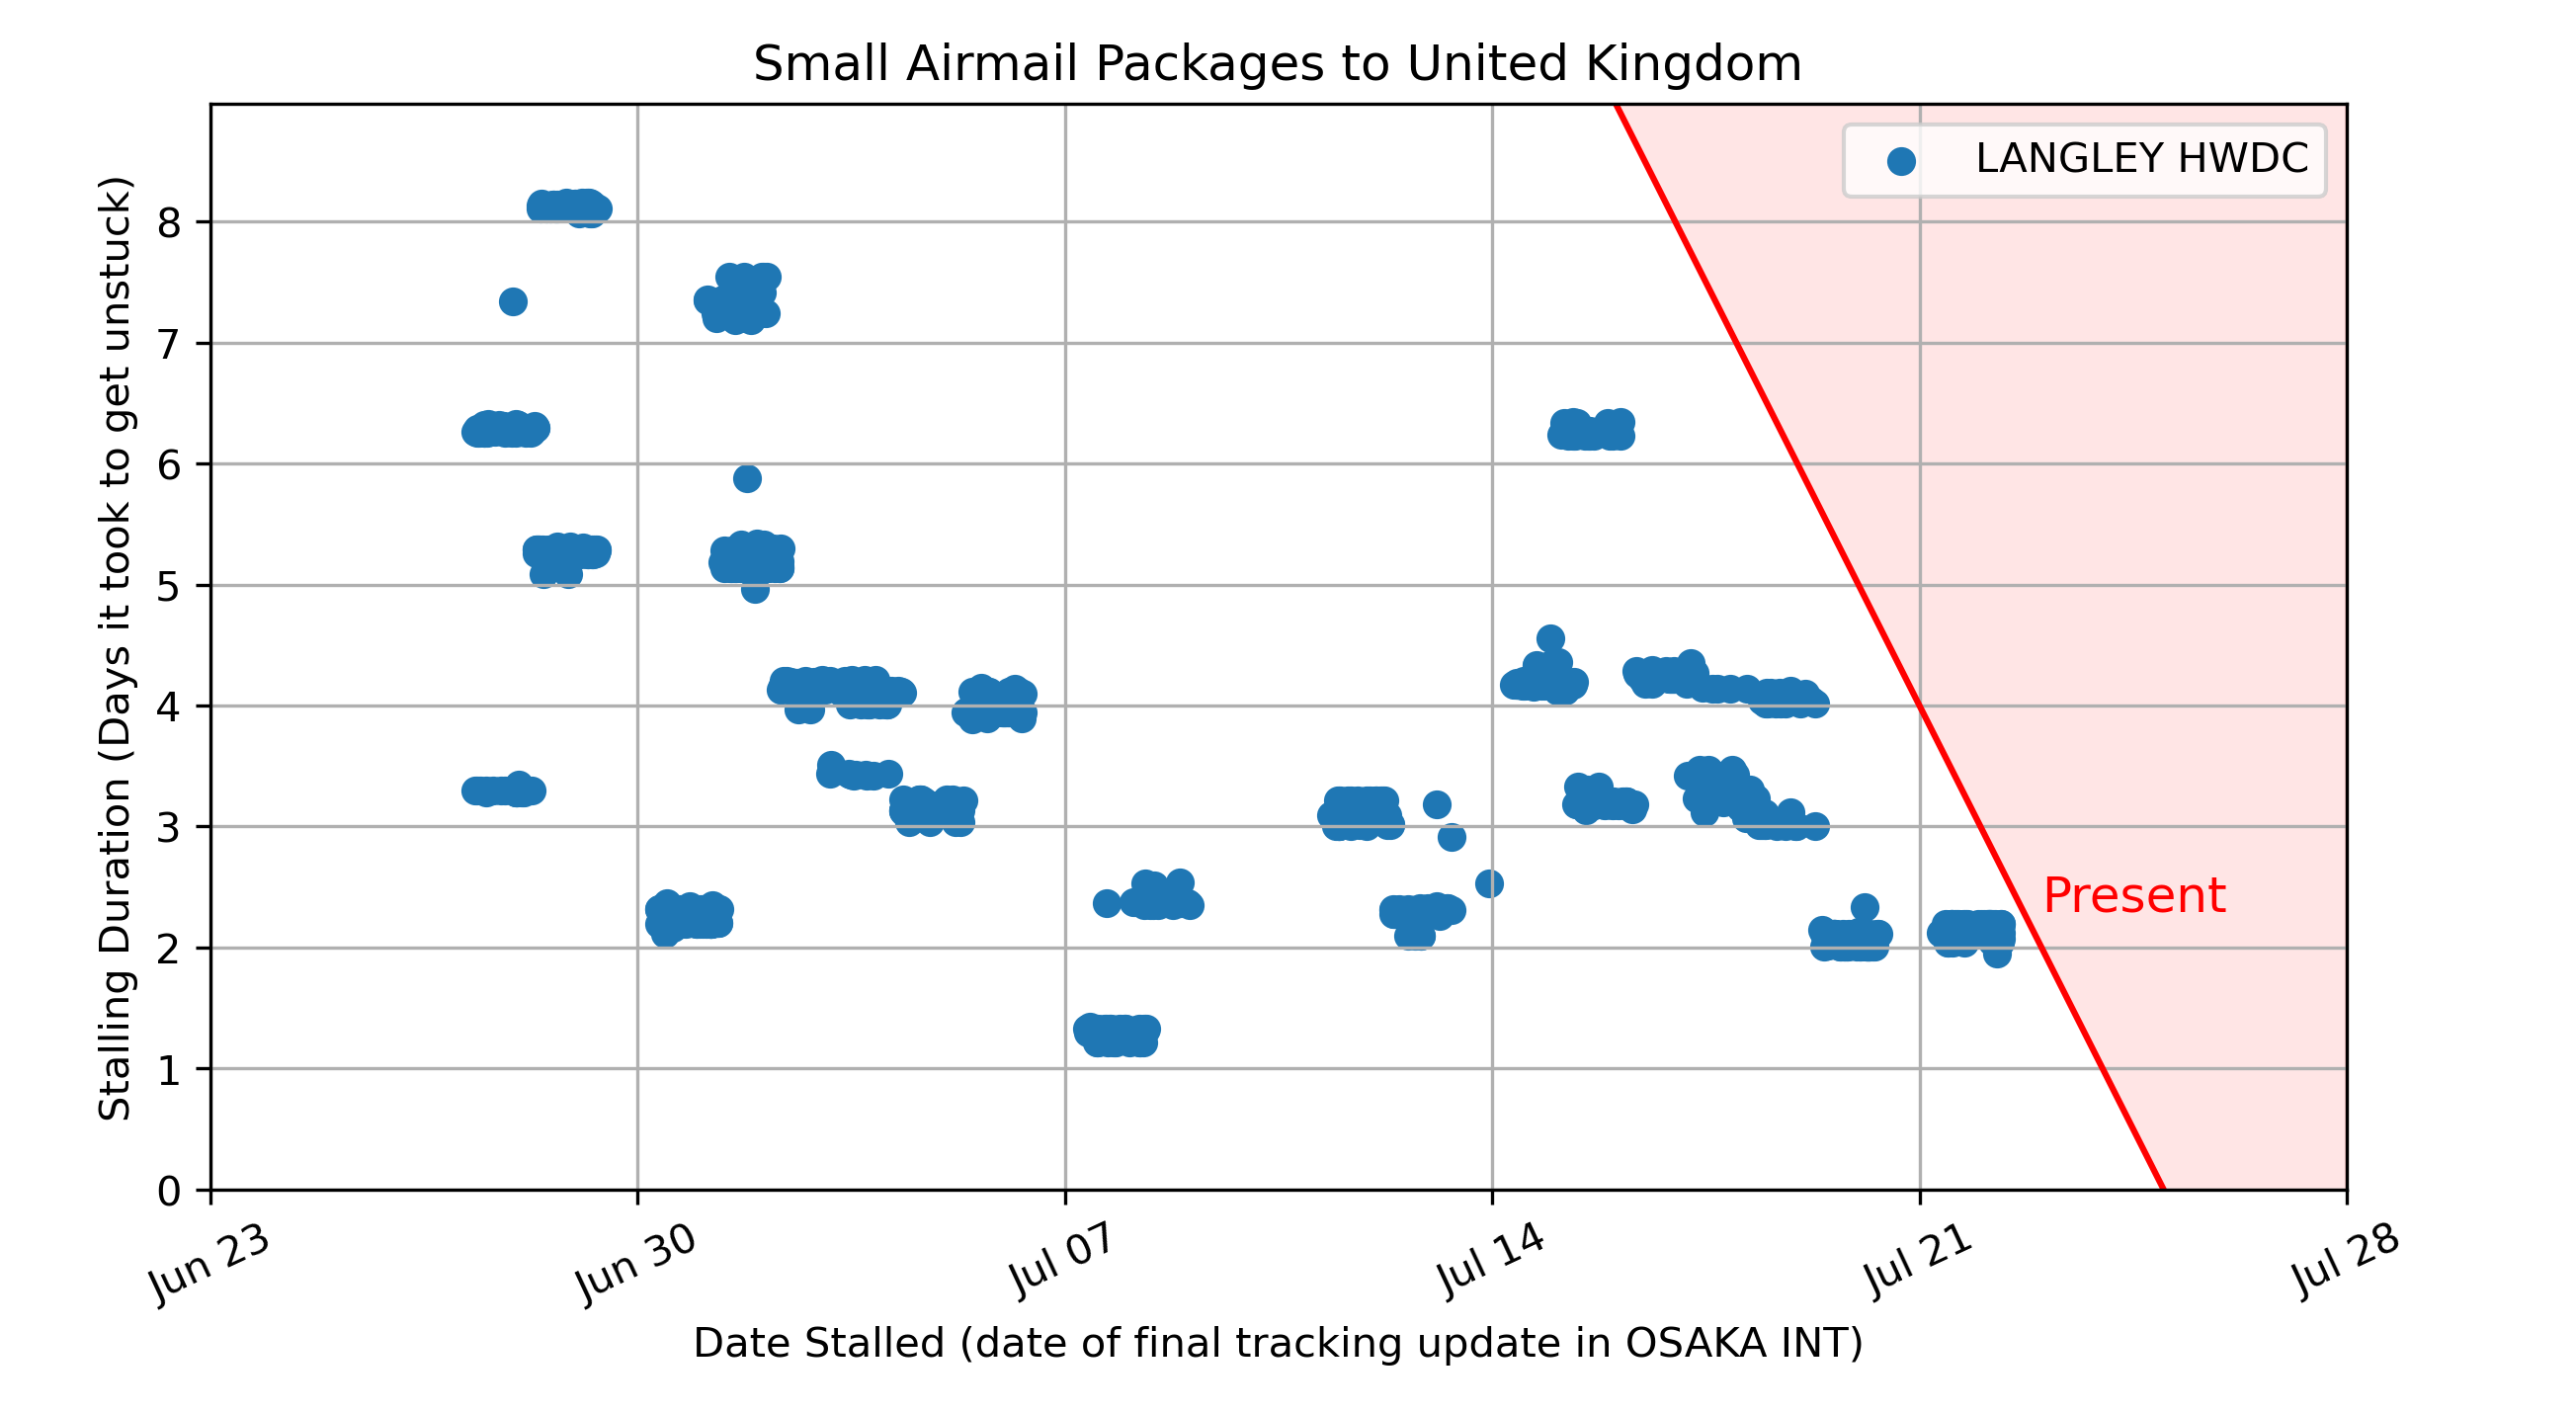 Small Airmail Packages to United Kingdom
LANGLEY HWDC
Stalling Duration (Days it took to get unstuck)
8
7
6
5
4
3
2
1
0
Present
Jun 23
Jun 30
Jul 07
Jul 14
Jul 21
Jul 28
Date Stalled (date of final tracking update in OSAKA INT)